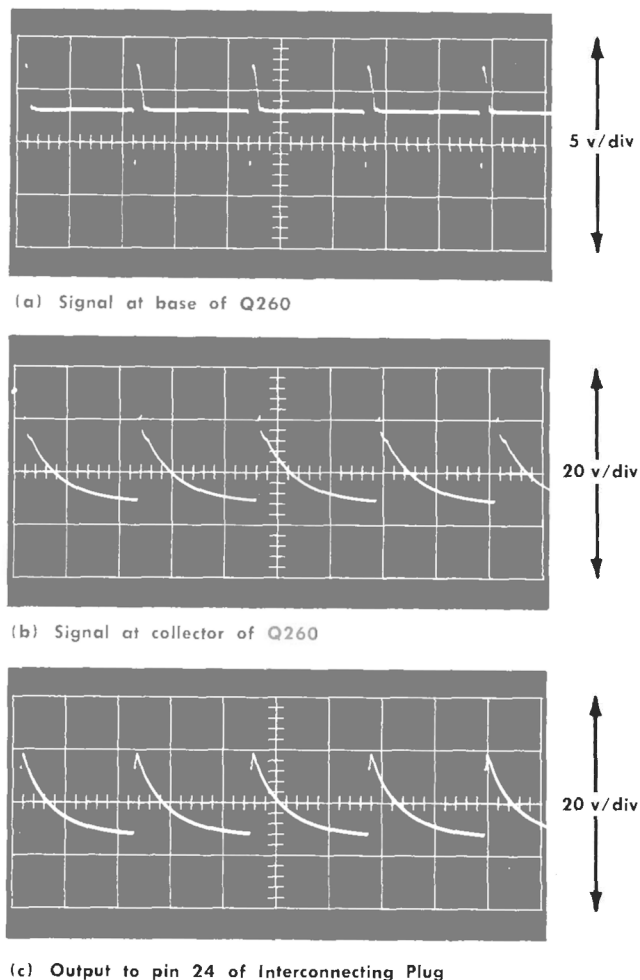 5 v/div
(a) Signal at base of Q260
20 v/div
(b) Signal at collector of Q260
20 v/div
(c) Output to pin 24 of Interconnecting Plug